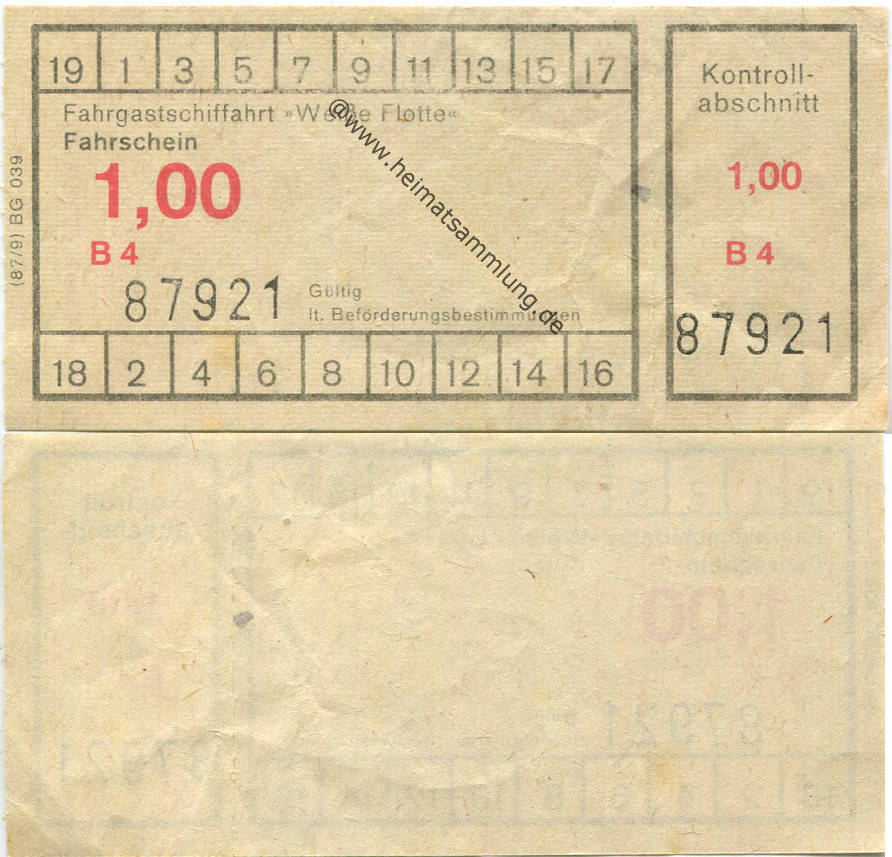 19 1 3 5 7 9 11 13 15 17
Fahrgastschiffahrt »Weiße Flotte«
Fahrschein
1,00
B 4
87921
Gültig
lt. Beförderungsbestimmungen
18 2 4 6 8 10 12 14 16
(87/9) BG 039
Kontroll-
abschnitt
1,00
B 4
87921
@www.heimatsammlung.de